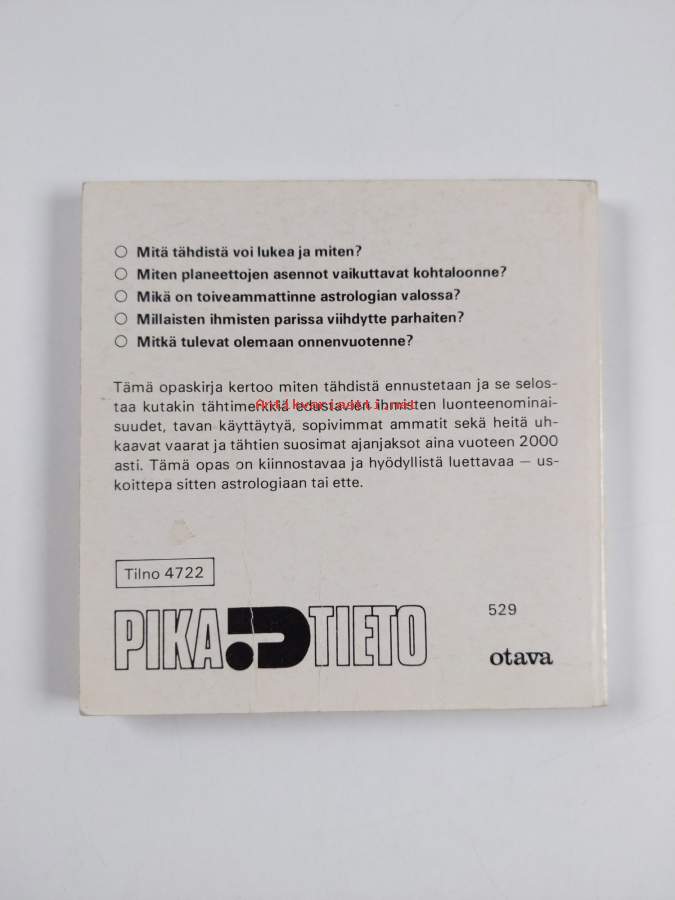 Mitä tähdistä voi lukea ja miten?
Miten planeettojen asennot vaikuttavat kohtaloonne?
Mikä on toiveammattinne astrologian valossa?
Millaisten ihmisten parissa viihdytte parhaiten?
Mitkä tulevat olemaan onnenvuotenne?
Tämä opaskirja kertoo miten tähdistä ennustetaan ja se selos-
taa kutakin tähtimerkkiä edustavien ihmisten luonteenominai-
suudet, tavan käyttäytyä, sopivimmat ammatit sekä heitä uh-
kaavat vaarat ja tähtien suosimat ajanjaksot aina vuoteen 2000
asti. Tämä opas on kiinnostavaa ja hyödyllistä luettavaa — us-
koittepa sitten astrologiaan tai ette.
Tilno 4722
PIKA TIETO
529
otava